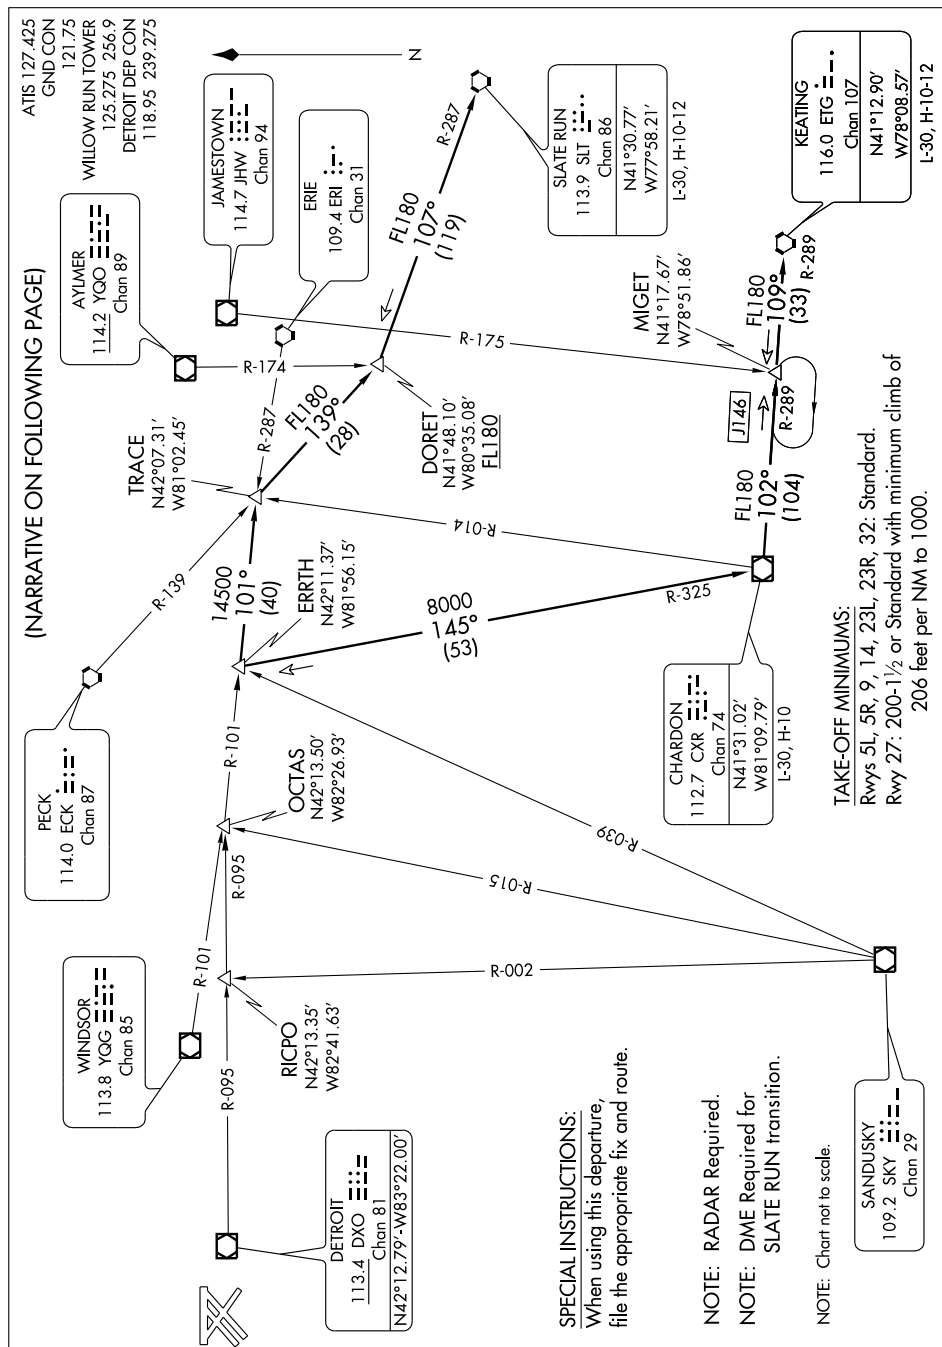 (NARRATIVE ON FOLLOWING PAGE)
ATIS 127.425
GND CON
121.75
WILLOW RUN TOWER
125.275 256.9
DETROIT DEP CON
118.95 239.275
N
AYLMER
114.2 YQO
Chan 89
JAMESTOWN
114.7 JHW
Chan 94
ERIE
109.4 ERI
Chan 31
PECK
114.0 ECK
Chan 87
WINDSOR
113.8 YQG
Chan 85
DETROIT
113.4 DXO
Chan 81
N42°12.79'-W83°22.00'
R-095
R-101
RICPO
N42°13.35'
W82°41.63'
R-095
OCTAS
N42°13.50'
W82°26.93'
R-101
ERRTH
N42°11.37'
W81°56.15'
14500
101°
(40)
R-139
TRACE
N42°07.31'
W81°02.45'
R-287
R-174
FL180
139°
(28)
DORET
N41°48.10'
W80°35.08'
FL180
FL180
107°
(119)
R-287
SLATE RUN
113.9 SLT
Chan 86
N41°30.77'
W77°58.21'
L-30, H-10-12
R-175
R-014
8000
145°
(53)
R-325
R-002
R-015
R-039
CHARDON
112.7 CXR
Chan 74
N41°31.02'
W81°09.79'
L-30, H-10
FL180
102°
(104)
J146
R-289
MIGET
N41°17.67'
W78°51.86'
FL180
109°
(33)
R-289
KEATING
116.0 ETG
Chan 107
N41°12.90'
W78°08.57'
L-30, H-10-12
SANDUSKY
109.2 SKY
Chan 29
SPECIAL INSTRUCTIONS:
When using this departure,
file the appropriate fix and route.
NOTE: RADAR Required.
NOTE: DME Required for
SLATE RUN transition.
NOTE: Chart not to scale.
TAKE-OFF MINIMUMS:
Rwys 5L, 5R, 9, 14, 23L, 23R, 32: Standard.
Rwy 27: 200-1½ or Standard with minimum climb of
206 feet per NM to 1000.